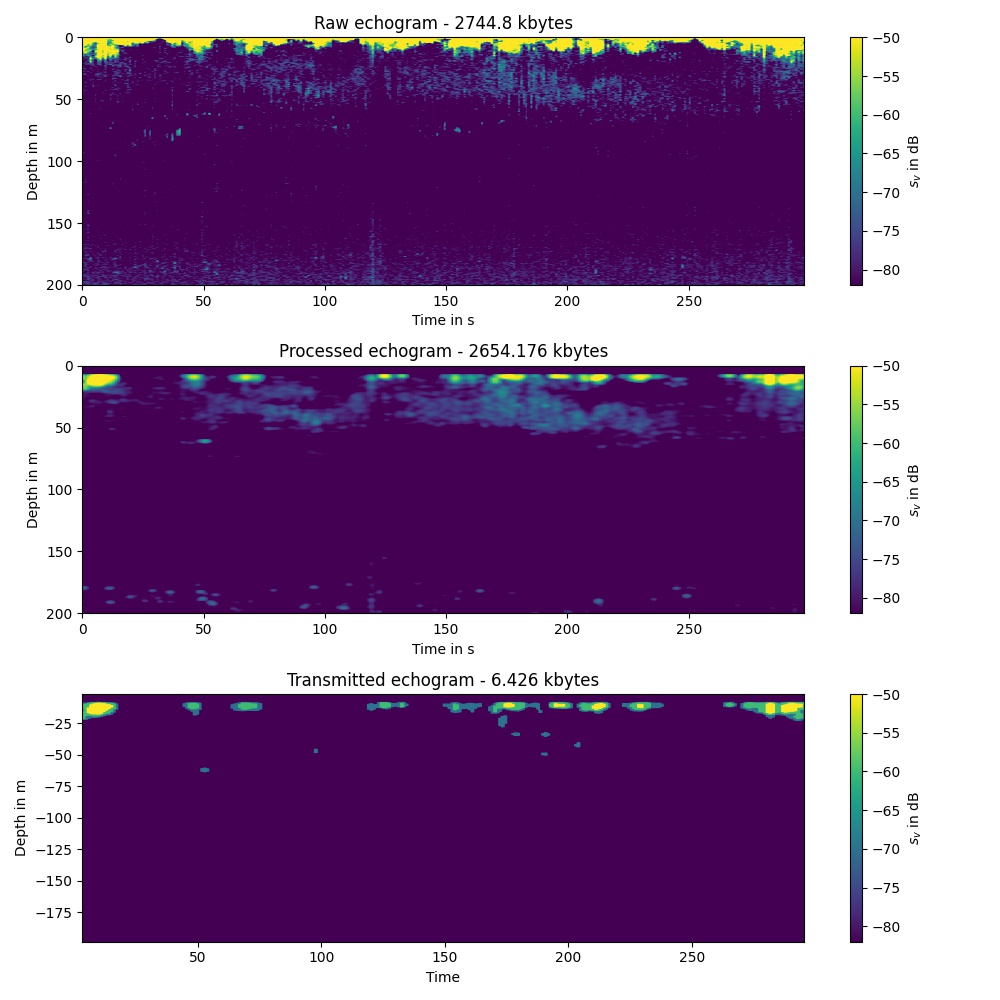 Raw echogram - 2744.8 kbytes
0
50
100
150
200
Depth in m
0 50 100 150 200 250
Time in s
−50
−55
−60
−65
−70
−75
−80
sv in dB
Processed echogram - 2654.176 kbytes
0
50
100
150
200
Depth in m
0 50 100 150 200 250
Time in s
−50
−55
−60
−65
−70
−75
−80
sv in dB
Transmitted echogram - 6.426 kbytes
−25
−50
−75
−100
−125
−150
−175
Depth in m
50 100 150 200 250
Time
−50
−55
−60
−65
−70
−75
−80
sv in dB